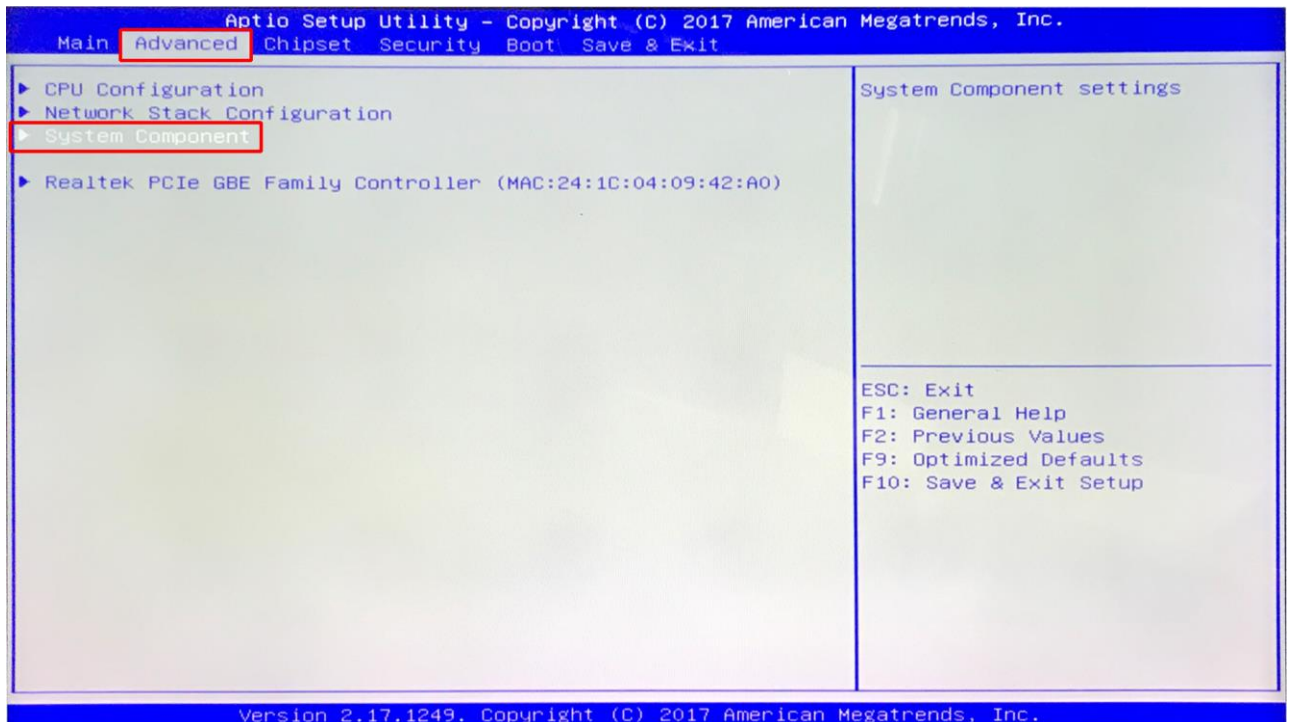 Aptio Setup Utility – Copyright (C) 2017 American Megatrends, Inc.
Main Advanced Chipset Security Boot Save & Exit
CPU Configuration
Network Stack Configuration
System Component
Realtek PCIe GBE Family Controller (MAC:24:1C:04:09:42:A0)
System Component settings
ESC: Exit
F1: General Help
F2: Previous Values
F9: Optimized Defaults
F10: Save & Exit Setup
Version 2.17.1249. Copyright (C) 2017 American Megatrends, Inc.